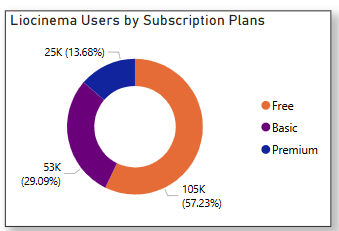 Liocinema Users by Subscription Plans
25K (13.68%)
Free
Basic
Premium
53K
(29.09%)
105K
(57.23%)